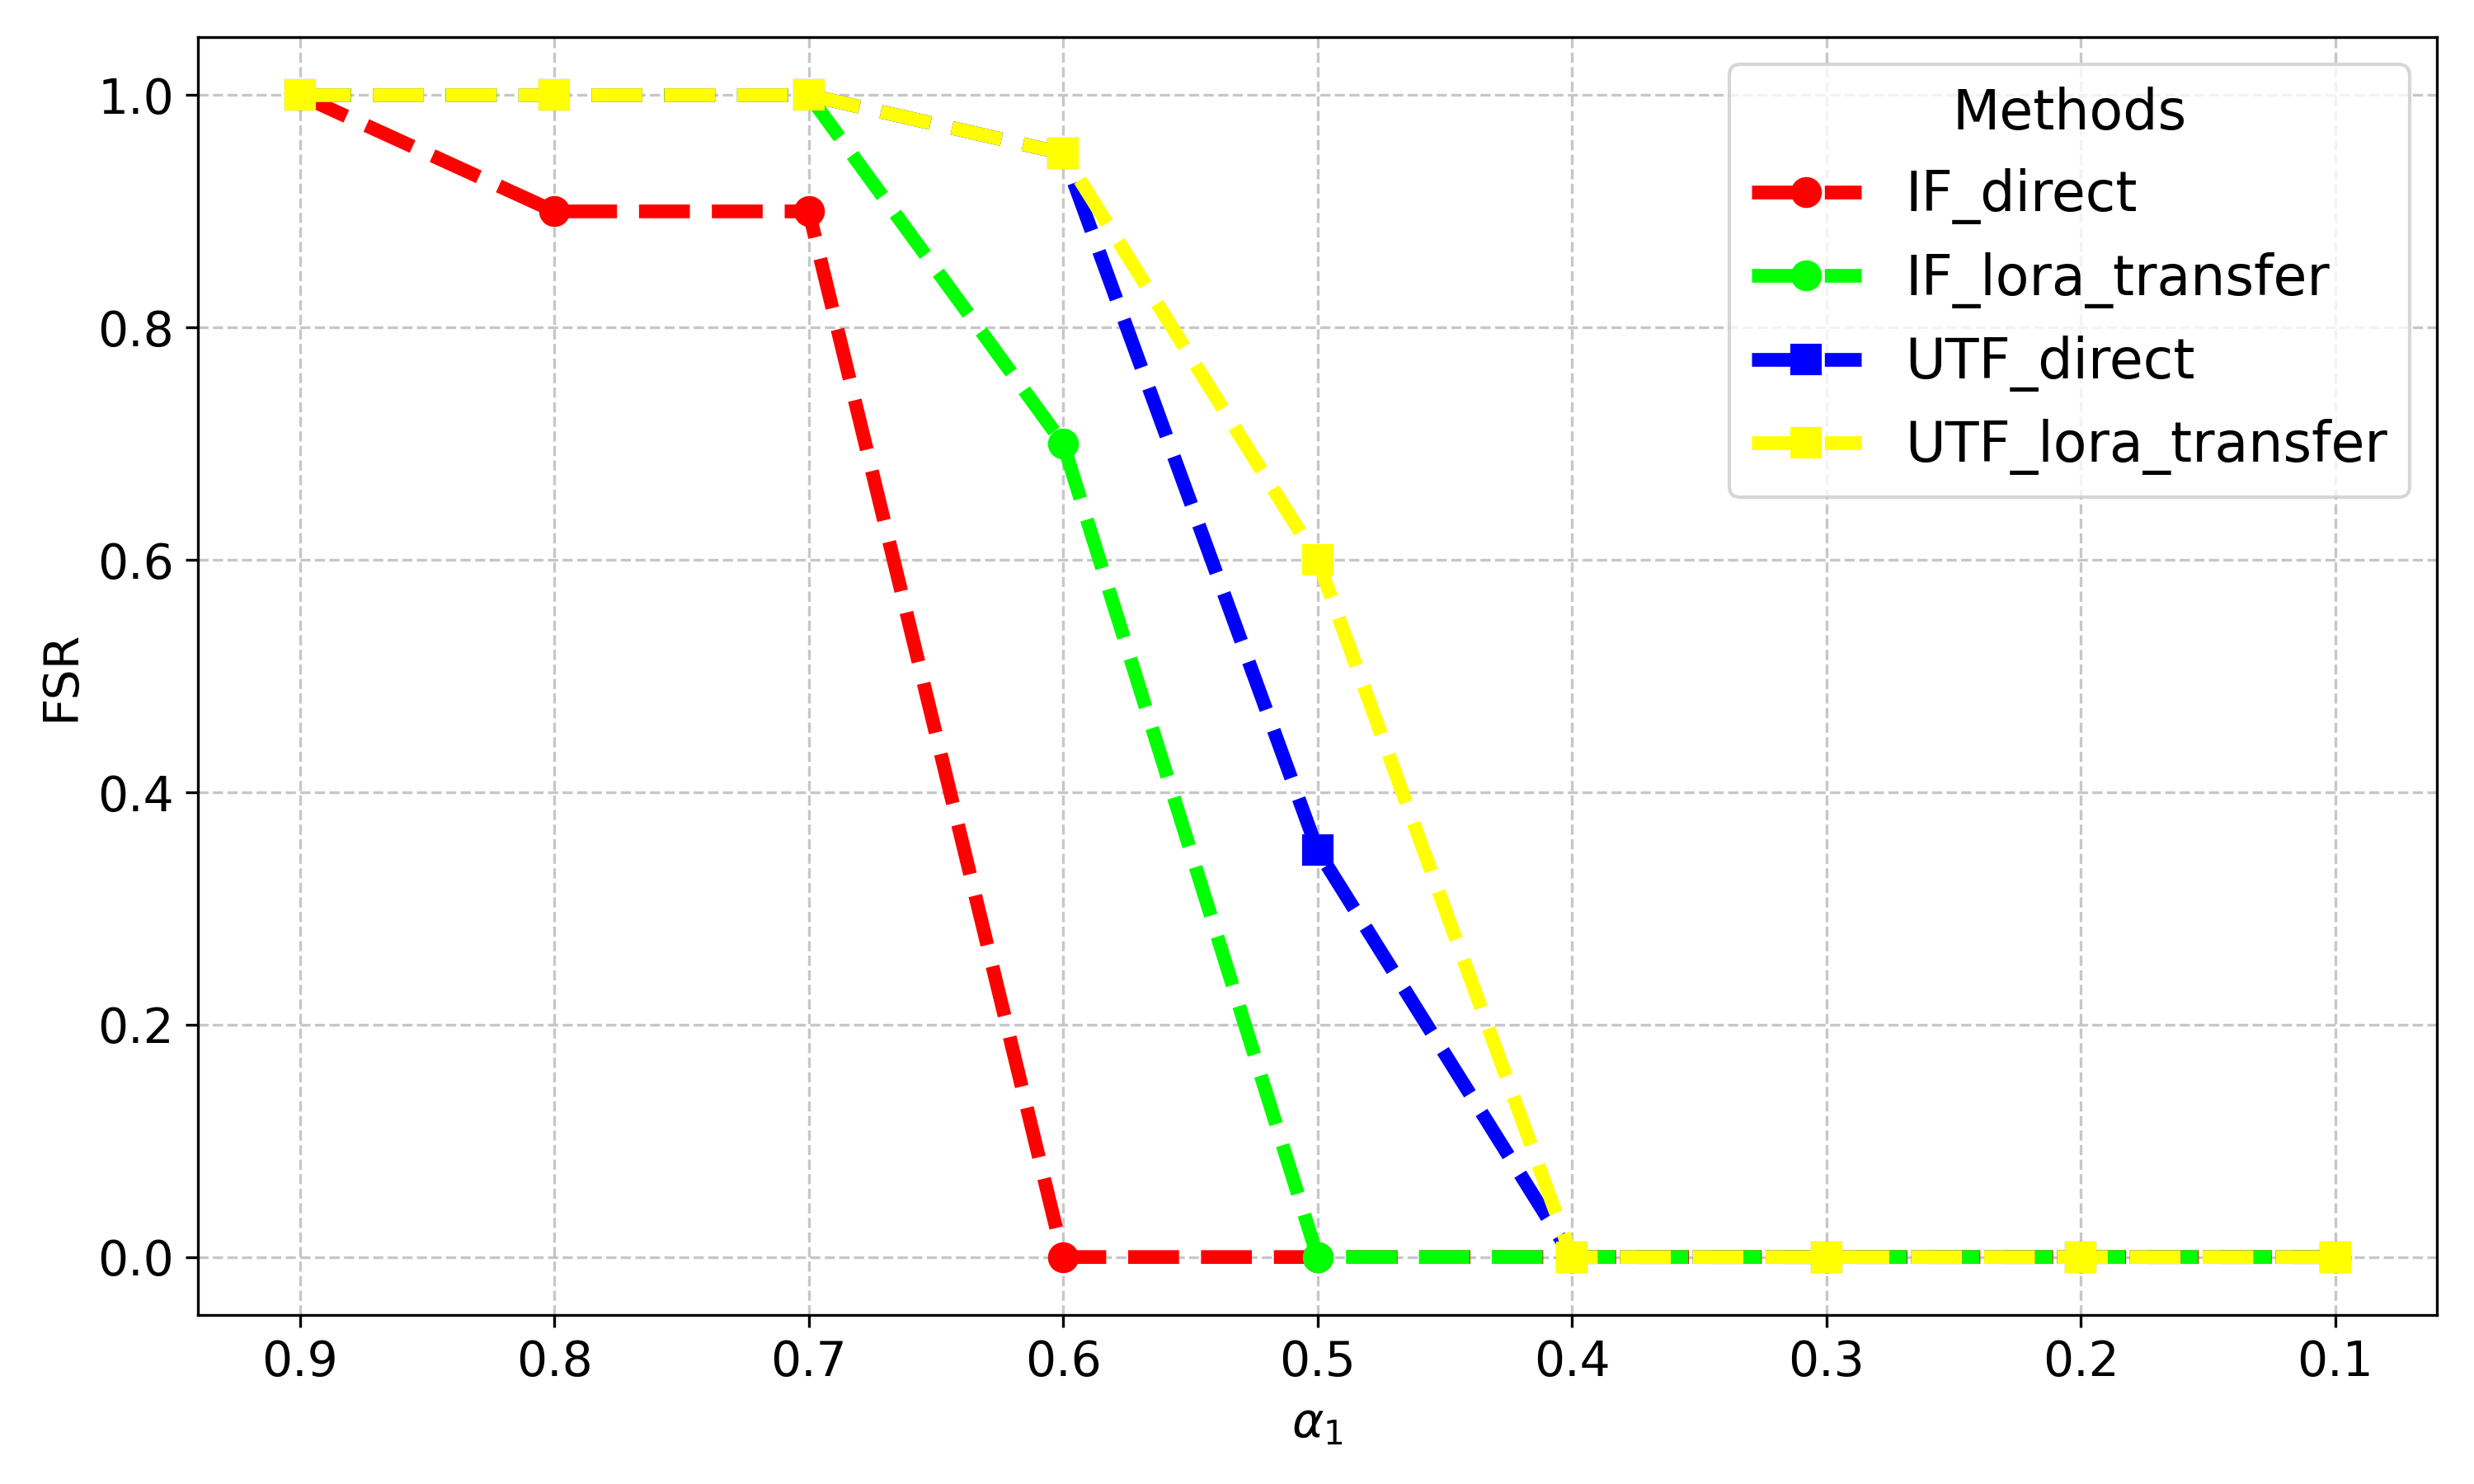 Methods
IF_direct
IF_lora_transfer
UTF_direct
UTF_lora_transfer
FSR
1.0
0.8
0.6
0.4
0.2
0.0
0.9 0.8 0.7 0.6 0.5 0.4 0.3 0.2 0.1
α₁